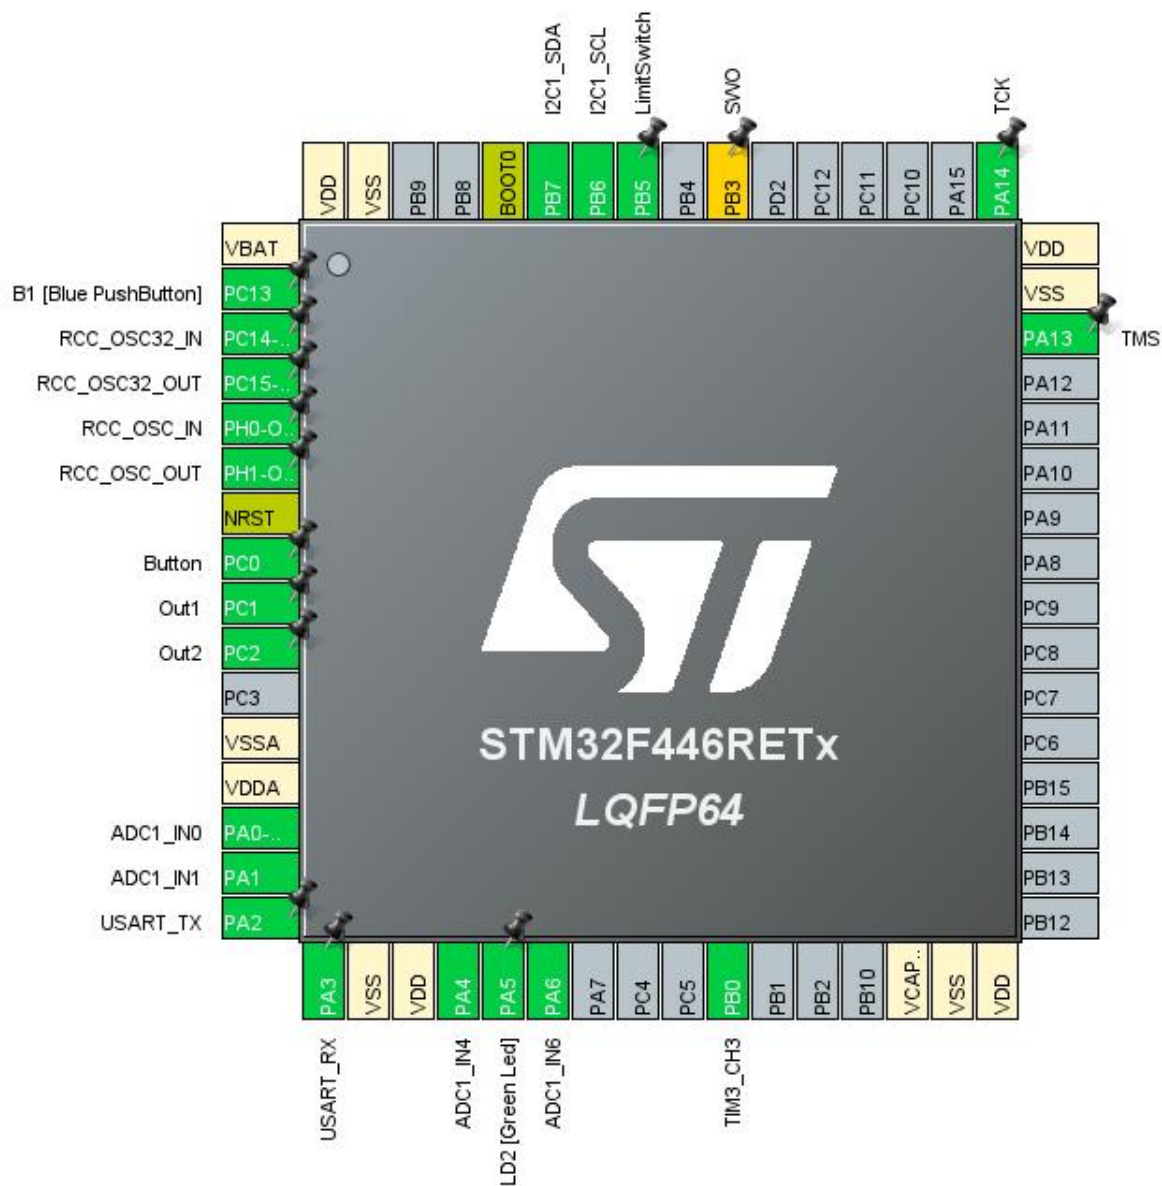 I2C1_SDA
I2C1_SCL
LimitSwitch
SWO
TCK
VDD
VSS
PB9
PB8
BOOT0
PB7
PB6
PB5
PB4
PB3
PD2
PC12
PC11
PC10
PA15
PA14
VBAT
B1 [Blue PushButton] PC13
RCC_OSC32_IN PC14-..
RCC_OSC32_OUT PC15-..
RCC_OSC_IN PH0-O..
RCC_OSC_OUT PH1-O..
NRST
Button PC0
Out1 PC1
Out2 PC2
PC3
VSSA
VDDA
ADC1_IN0 PA0-..
ADC1_IN1 PA1
USART_TX PA2
STM32F446RETx
LQFP64
VDD
VSS
PA13 TMS
PA12
PA11
PA10
PA9
PA8
PC9
PC8
PC7
PC6
PB15
PB14
PB13
PB12
PA3
VSS
VDD
PA4
PA5
PA6
PA7
PC4
PC5
PB0
PB1
PB2
PB10
VCAP..
VSS
VDD
USART_RX
ADC1_IN4
LD2 [Green Led]
ADC1_IN6
TIM3_CH3